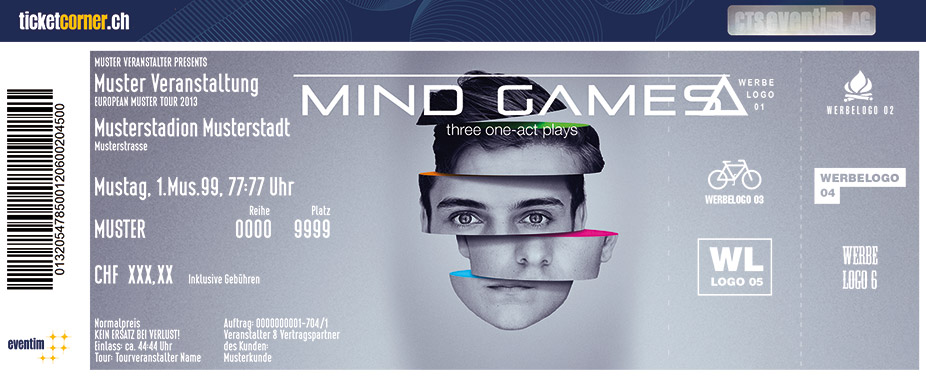 ticketcorner.ch
CTS eventim AG
MUSTER VERANSTALTER PRESENTS
Muster Veranstaltung
EUROPEAN MUSTER TOUR 2013
Musterstadion Musterstadt
Musterstrasse
Mustag, 1.Mus.99, 77:77 Uhr
Reihe Platz
MUSTER 0000 9999
CHF XXX,XX Inklusive Gebühren
Normalpreis
KEIN ERSATZ BEI VERLUST!
Einlass: ca. 44:44 Uhr
Tour: Tourveranstalter Name
Auftrag: 0000000001-704/1
Veranstalter & Vertragspartner
des Kunden:
Musterkunde
013205478500120600204500
eventim
MIND GAMES
three one-act plays
WERBE
LOGO
01
WERBELOGO 02
WERBELOGO 03
WERBELOGO
04
WL
LOGO 05
WERBE
LOGO 6